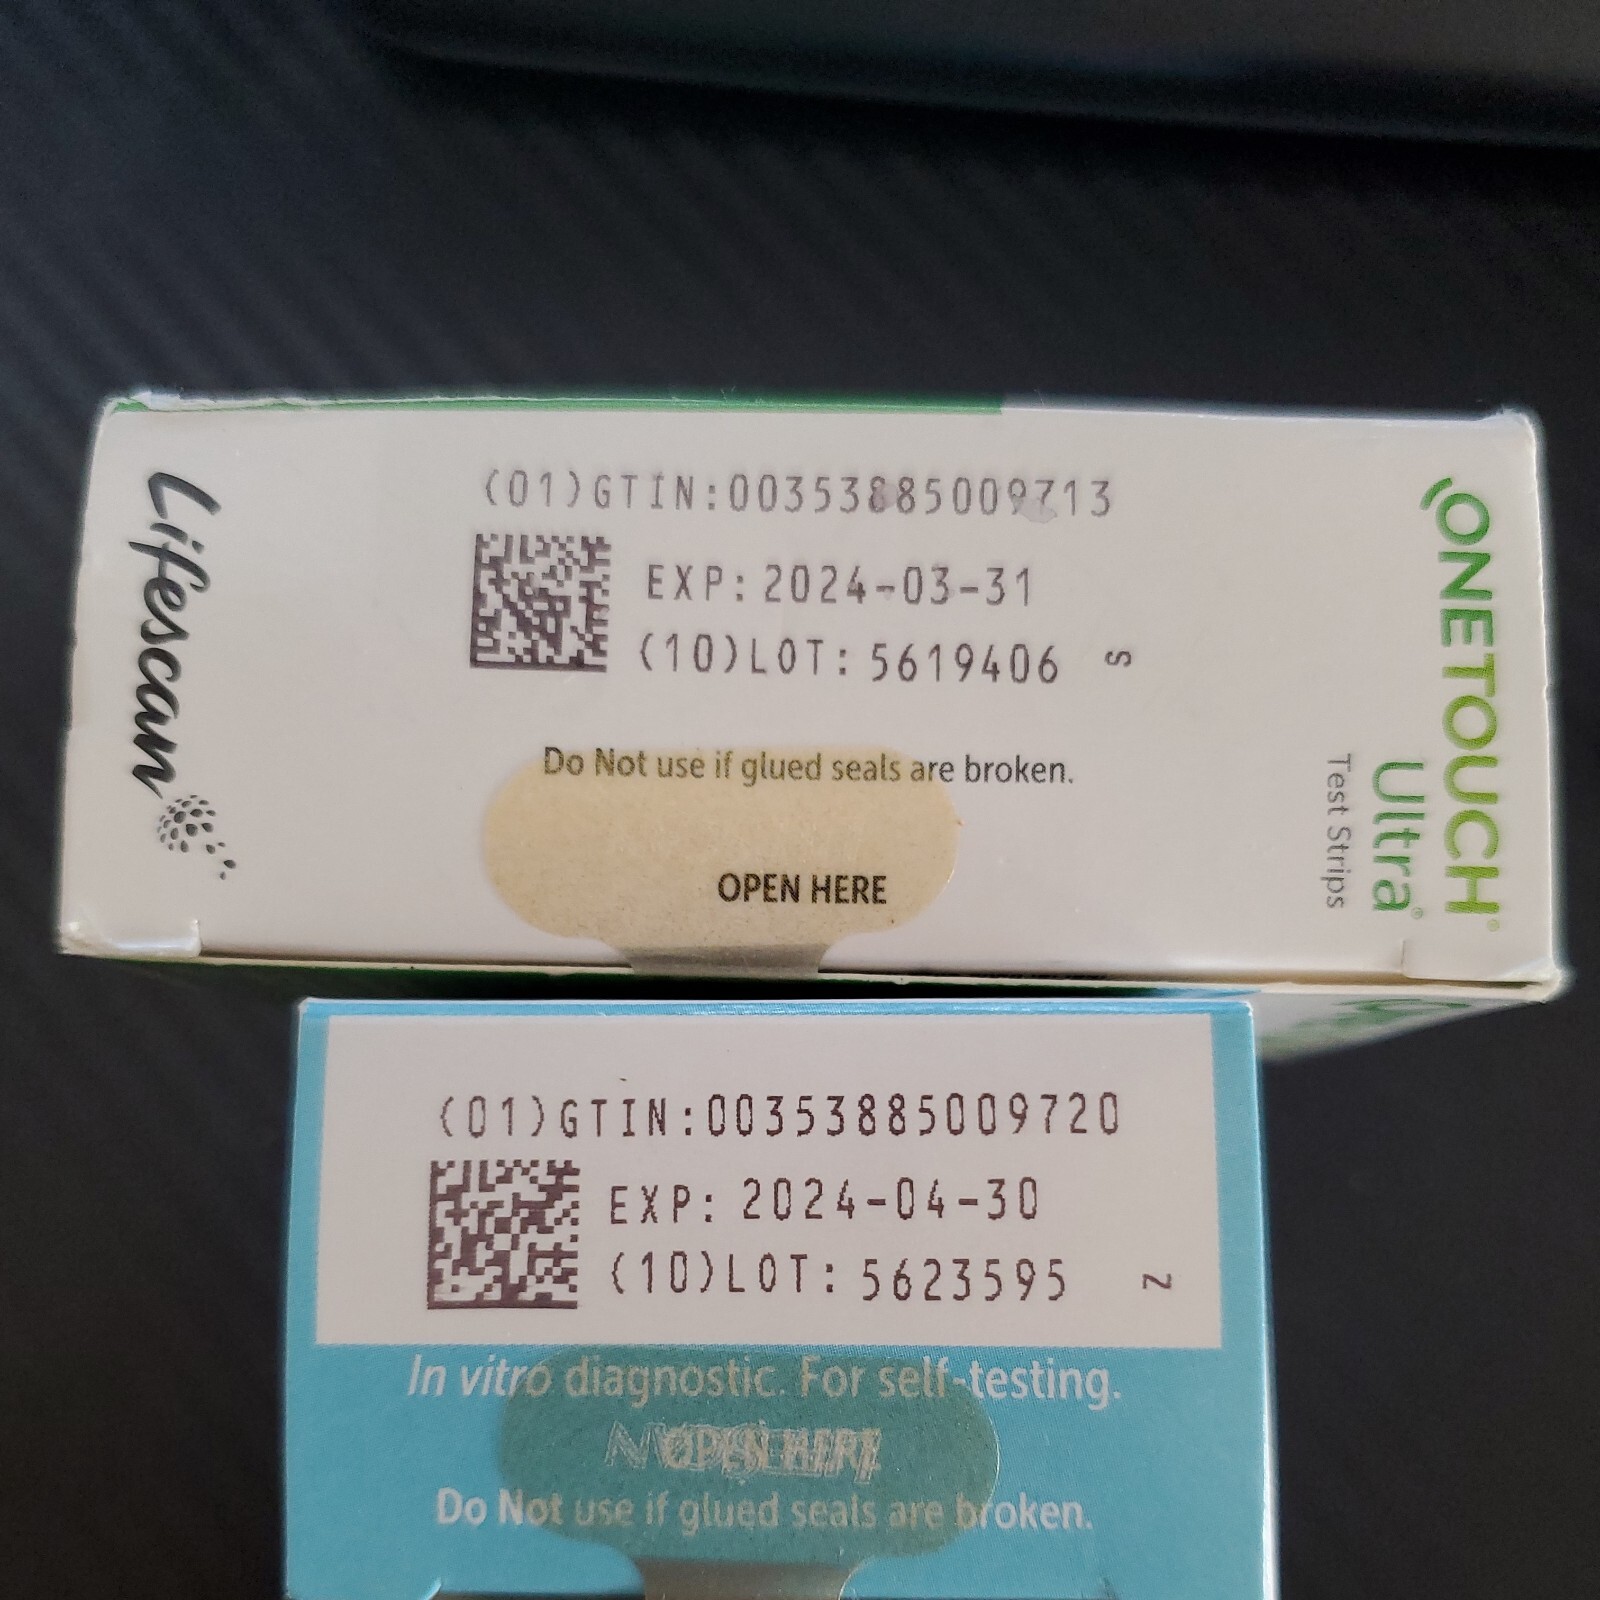 Lifescan
(01)GTIN:00353885009713
EXP: 2024-03-31
(10)LOT: 5619406 S
Do Not use if glued seals are broken.
OPEN HERE
ONETOUCH®
Ultra®
Test Strips
(01)GTIN:00353885009720
EXP: 2024-04-30
(10)LOT: 5623595 Z
In vitro diagnostic. For self-testing.
OPEN HERE
Do Not use if glued seals are broken.